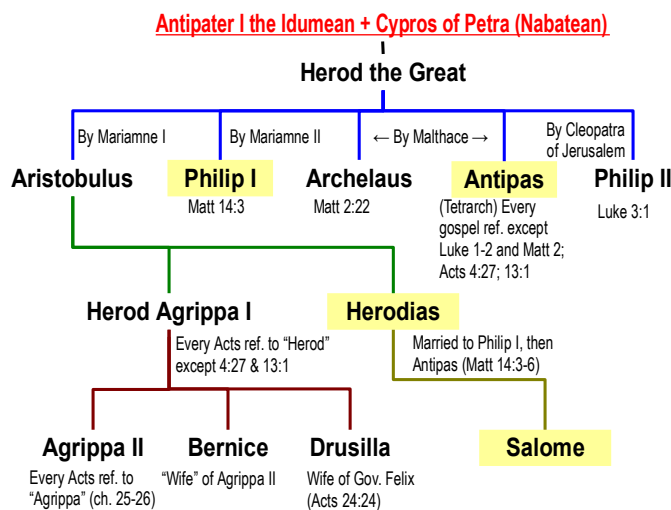 Antipater I the Idumean + Cypros of Petra (Nabatean)
Herod the Great
By Mariamne I
By Mariamne II
← By Malthace →
By Cleopatra
of Jerusalem
Aristobulus
Philip I
Archelaus
Antipas
Philip II
Matt 14:3
Matt 2:22
(Tetrarch) Every
gospel ref. except
Luke 1-2 and Matt 2;
Acts 4:27; 13:1
Luke 3:1
Herod Agrippa I
Herodias
Every Acts ref. to “Herod”
except 4:27 & 13:1
Married to Philip I, then
Antipas (Matt 14:3-6)
Agrippa II
Bernice
Drusilla
Salome
Every Acts ref. to
“Agrippa” (ch. 25-26)
“Wife” of Agrippa II
Wife of Gov. Felix
(Acts 24:24)